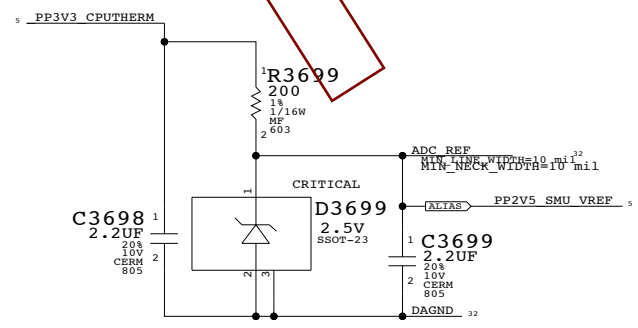 5 PP3V3_CPUTHERM
1
R3699
200
1%
1/16W
MF
603
2
ADC_REF
32
MIN_LINE_WIDTH=10 mil
MIN_NECK_WIDTH=10 mil
1
CRITICAL
D3699
2.5V
SSOT-23
ALIAS
PP2V5_SMU_VREF 5
C3698
2.2UF
20%
10V
CERM
805
1
2
2
3
1
2
C3699
2.2UF
20%
10V
CERM
805
DAGND 32